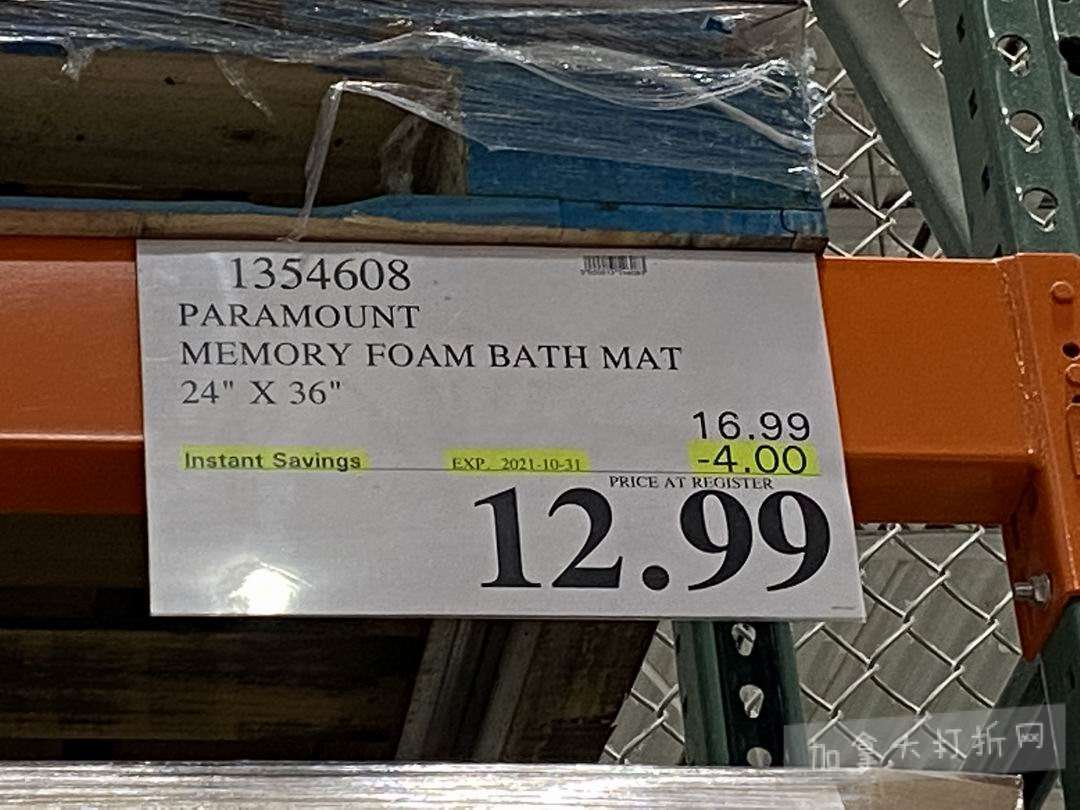 1354608
PARAMOUNT
MEMORY FOAM BATH MAT
24" X 36"
16.99
Instant Savings EXP. 2021-10-31 -4.00
PRICE AT REGISTER
12.99
加拿大打折网